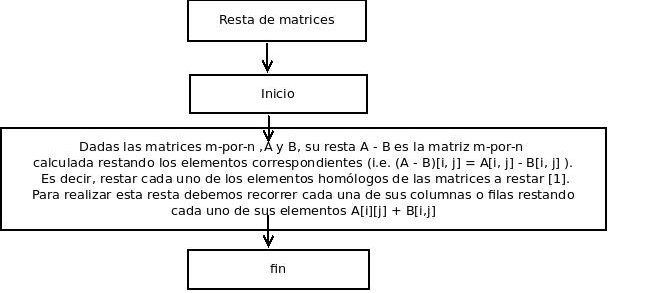 Resta de matrices
Inicio
Dadas las matrices m-por-n ,A y B, su resta A - B es la matriz m-por-n
calculada restando los elementos correspondientes (i.e. (A - B)[i, j] = A[i, j] - B[i, j] ).
Es decir, restar cada uno de los elementos homólogos de las matrices a restar [1].
Para realizar esta resta debemos recorrer cada una de sus columnas o filas restando
cada uno de sus elementos A[i][j] + B[i,j]
fin